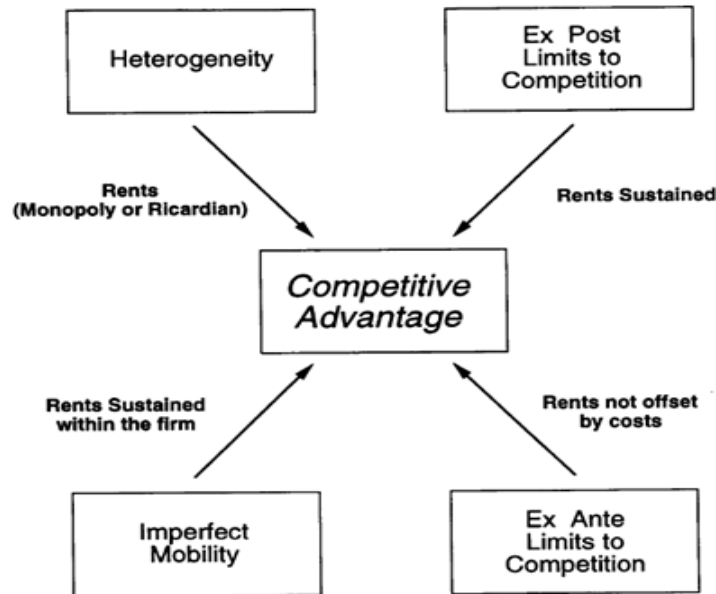 Heterogeneity
Ex Post
Limits to
Competition
Rents
(Monopoly or Ricardian)
Rents Sustained
Competitive
Advantage
Rents Sustained
within the firm
Rents not offset
by costs
Imperfect
Mobility
Ex Ante
Limits to
Competition